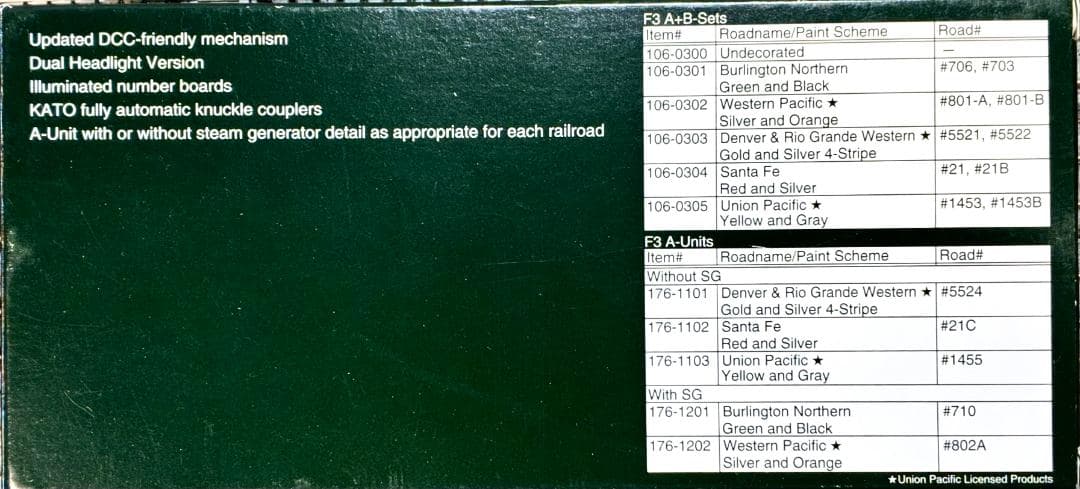 Updated DCC-friendly mechanism
Dual Headlight Version
Illuminated number boards
KATO fully automatic knuckle couplers
A-Unit with or without steam generator detail as appropriate for each railroad
F3 A+B-Sets
Item# Roadname/Paint Scheme Road#
106-0300 Undecorated —
106-0301 Burlington Northern #706, #703
Green and Black
106-0302 Western Pacific ★ #801-A, #801-B
Silver and Orange
106-0303 Denver & Rio Grande Western ★ #5521, #5522
Gold and Silver 4-Stripe
106-0304 Santa Fe #21, #21B
Red and Silver
106-0305 Union Pacific ★ #1453, #1453B
Yellow and Gray
F3 A-Units
Item# Roadname/Paint Scheme Road#
Without SG
176-1101 Denver & Rio Grande Western ★ #5524
Gold and Silver 4-Stripe
176-1102 Santa Fe #21C
Red and Silver
176-1103 Union Pacific ★ #1455
Yellow and Gray
With SG
176-1201 Burlington Northern #710
Green and Black
176-1202 Western Pacific ★ #802A
Silver and Orange
★Union Pacific Licensed Products